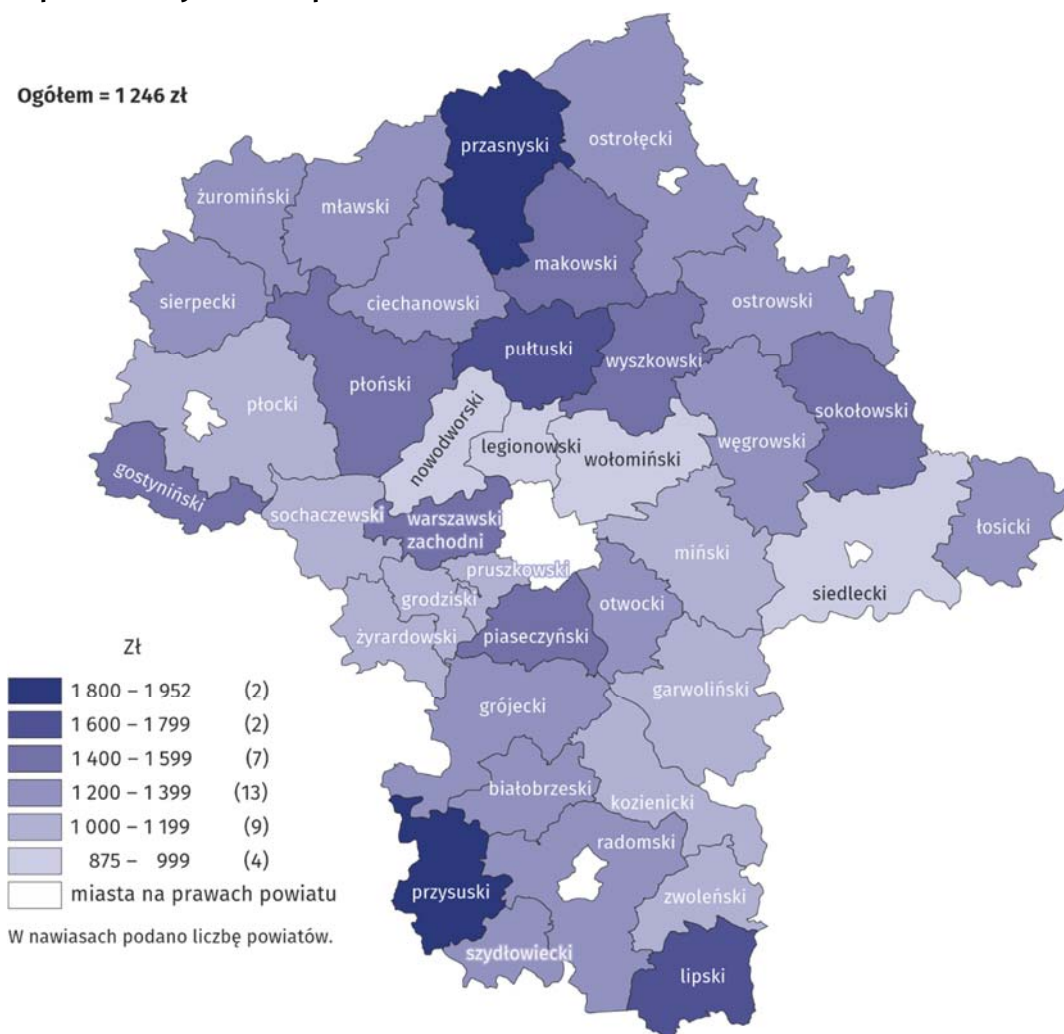 Ogółem = 1 246 zł
przasnyski
ostrołęcki
żuromiński
mławski
makowski
sierpecki
ciechanowski
ostrowski
pułtuski
wyszkowski
płoński
płocki
sokołowski
nowodworski
legionowski
wołomiński
węgrowski
gostyniński
sochaczewski
warszawski
zachodni
łosicki
miński
pruszkowski
siedlecki
grodziski
otwocki
żyrardowski
piaseczyński
garwoliński
grójecki
białobrzeski
kozienicki
radomski
przysuski
zwoleński
szydłowiecki
lipski
Zł
1 800 – 1 952 (2)
1 600 – 1 799 (2)
1 400 – 1 599 (7)
1 200 – 1 399 (13)
1 000 – 1 199 (9)
875 – 999 (4)
miasta na prawach powiatu
W nawiasach podano liczbę powiatów.